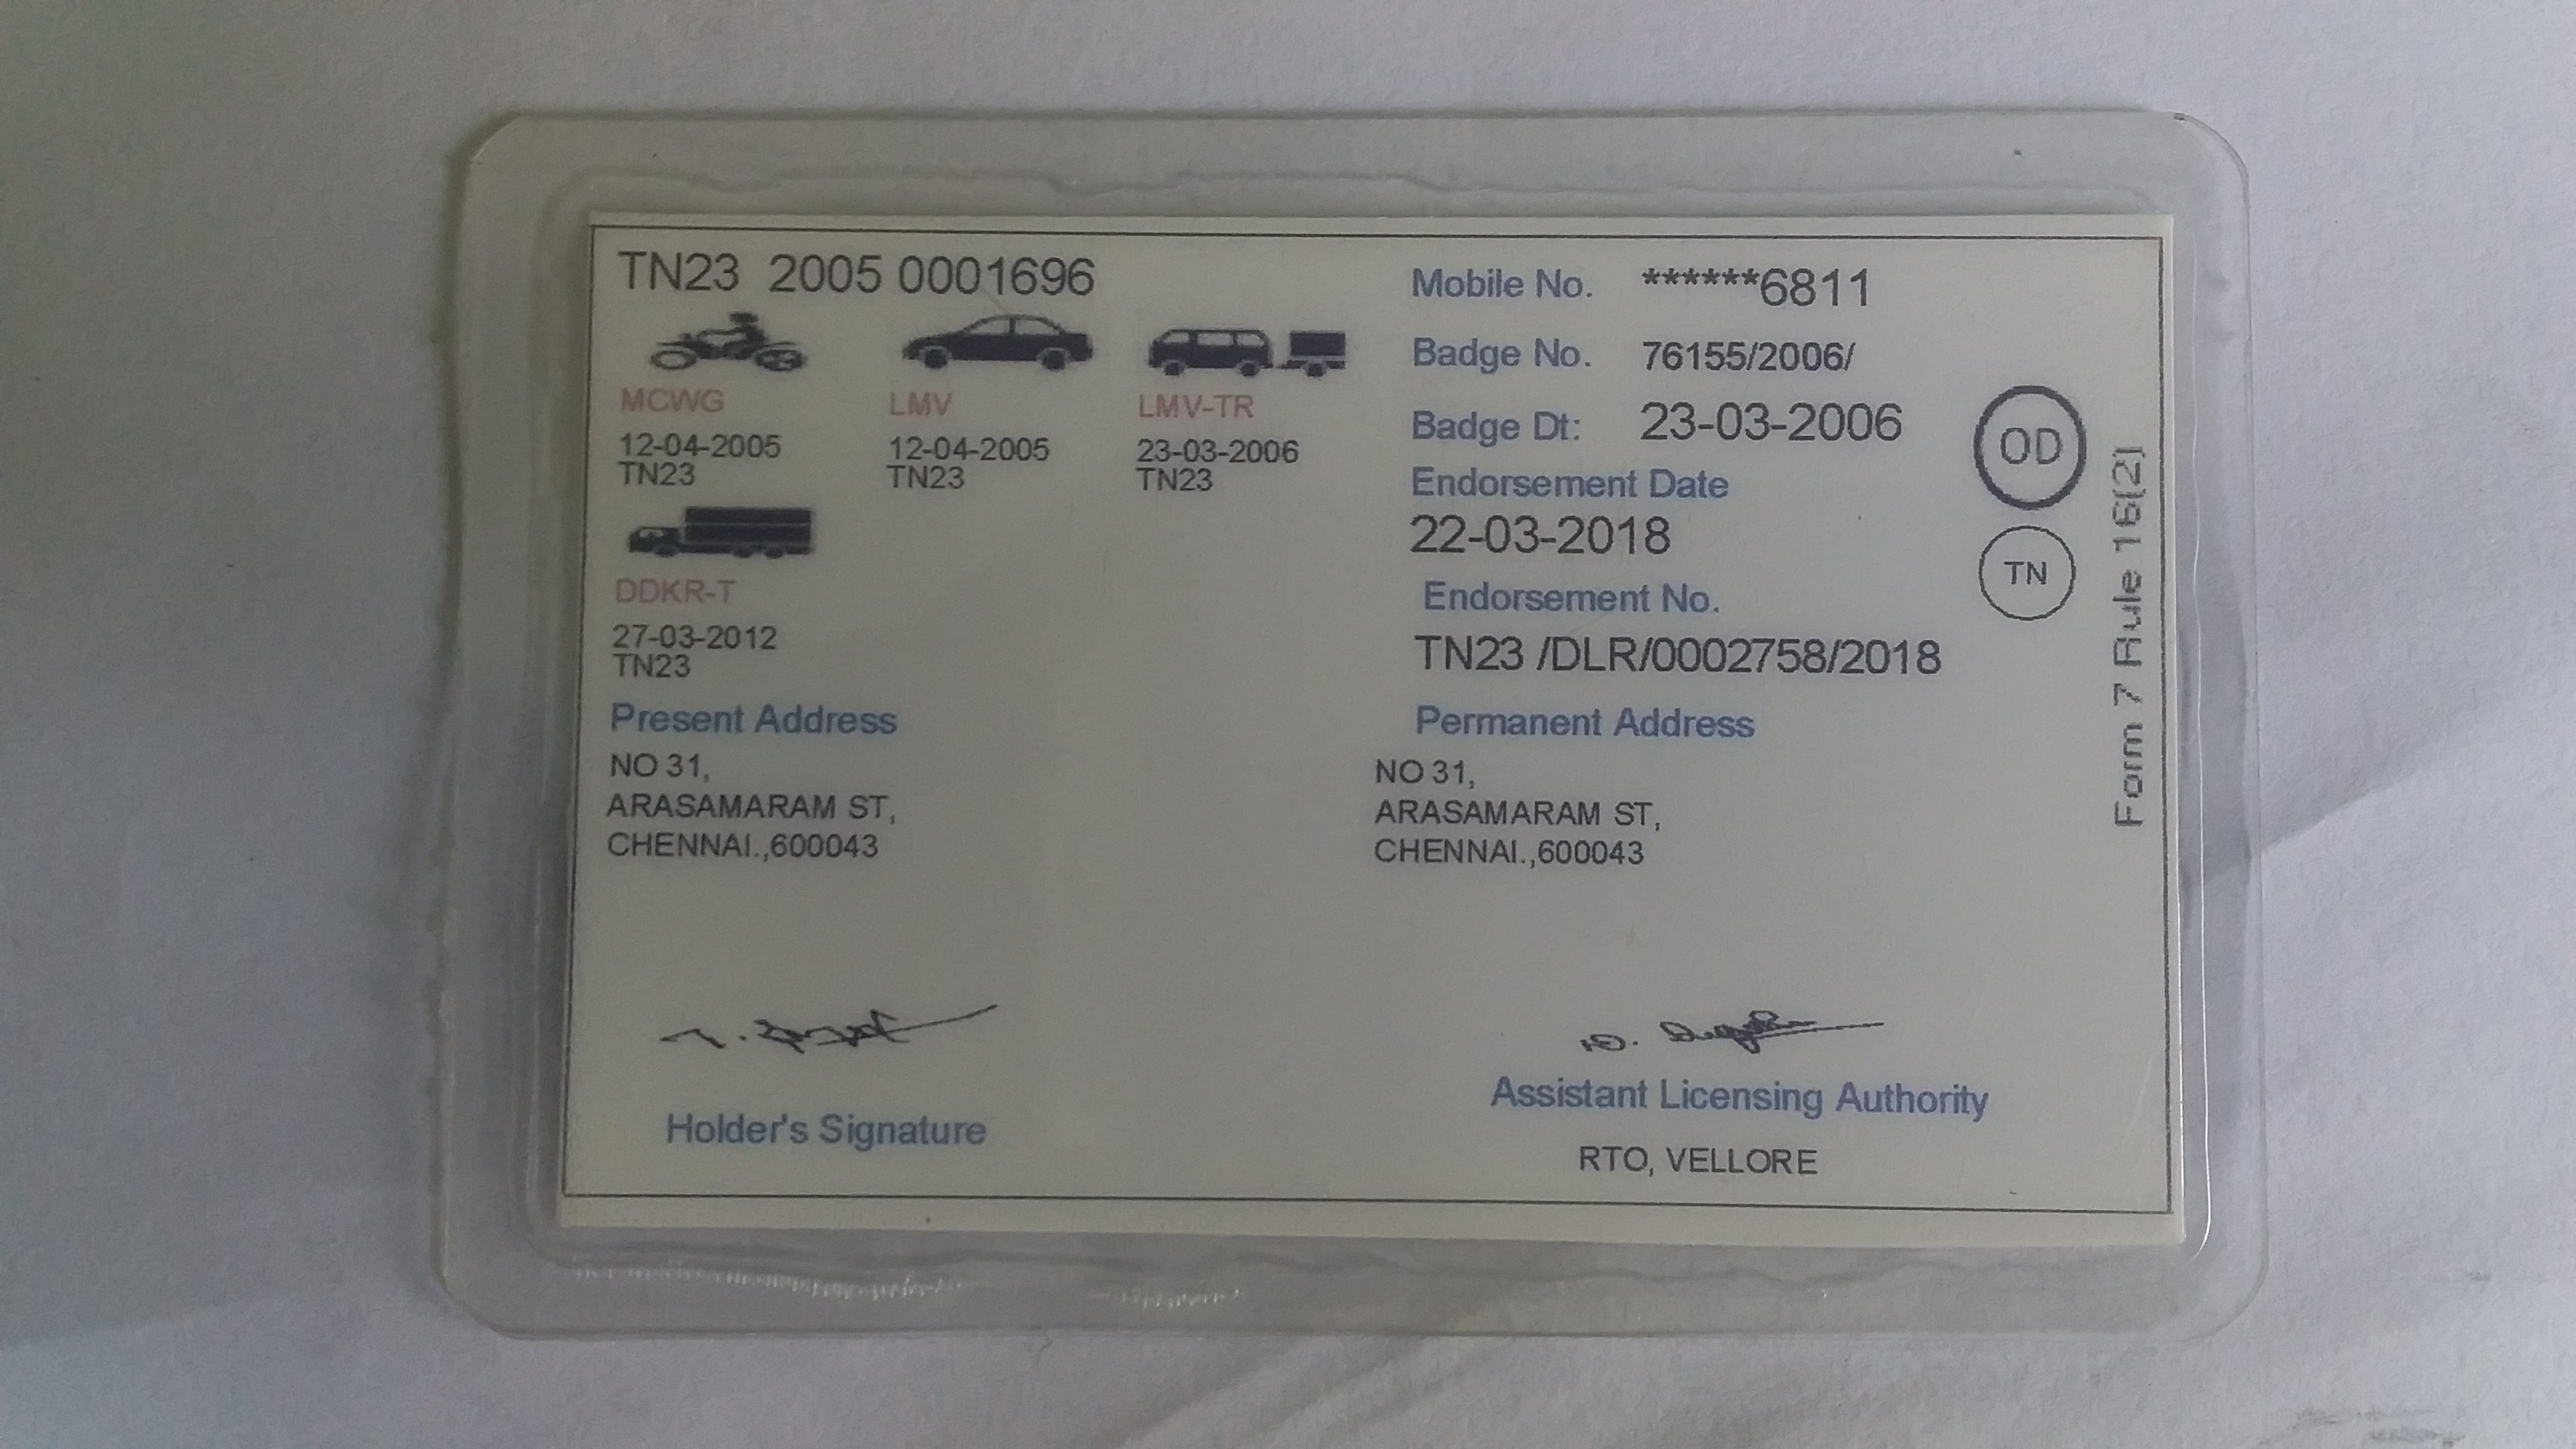 TN23 2005 0001696
MCWG LMV LMV-TR
12-04-2005 12-04-2005 23-03-2006
TN23 TN23 TN23
DDKR-T
27-03-2012
TN23
Mobile No. ******6811
Badge No. 76155/2006/
Badge Dt: 23-03-2006
Endorsement Date
22-03-2018
Endorsement No.
TN23 /DLR/0002758/2018
OD
TN
Form 7 Rule 16(2)
Present Address
NO 31,
ARASAMARAM ST,
CHENNAI.,600043
Permanent Address
NO 31,
ARASAMARAM ST,
CHENNAI.,600043
Holder's Signature
Assistant Licensing Authority
RTO, VELLORE